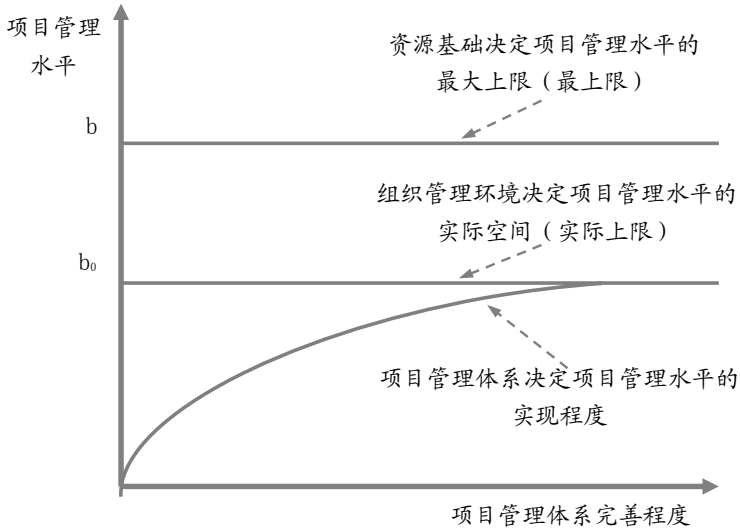 项目管理
水平
资源基础决定项目管理水平的
最大上限（最上限）
b
组织管理环境决定项目管理水平的
实际空间（实际上限）
b₀
项目管理体系决定项目管理水平的
实现程度
项目管理体系完善程度